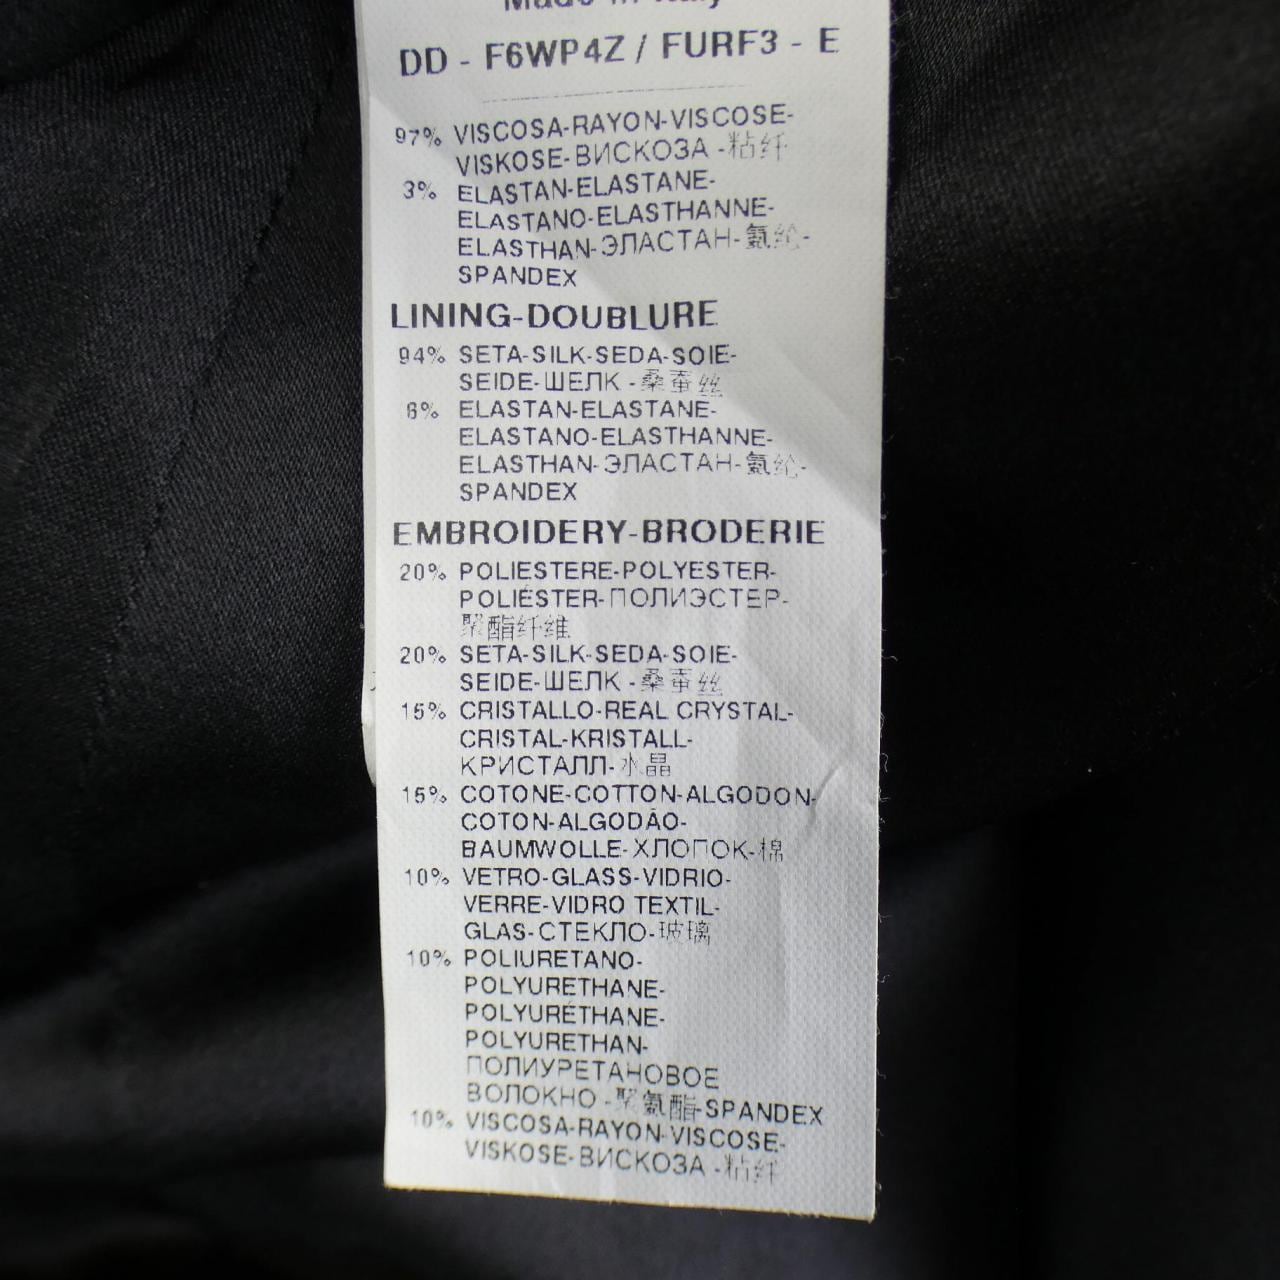 Made in Italy
DD - F6WP4Z / FURF3 - E
97% VISCOSA-RAYON-VISCOSE-
VISKOSE-ВИСКОЗА -粘纤
3% ELASTAN-ELASTANE-
ELASTANO-ELASTHANNE-
ELASTHAN-ЭЛАСТАН-氨纶-
SPANDEX
LINING-DOUBLURE
94% SETA-SILK-SEDA-SOIE-
SEIDE-ШЕЛК -桑蚕丝
6% ELASTAN-ELASTANE-
ELASTANO-ELASTHANNE-
ELASTHAN-ЭЛАСТАН-氨纶-
SPANDEX
EMBROIDERY-BRODERIE
20% POLIESTERE-POLYESTER-
POLIÉSTER-ПОЛИЭСТЕР-
聚酯纤维
20% SETA-SILK-SEDA-SOIE-
SEIDE-ШЕЛК -桑蚕丝
15% CRISTALLO-REAL CRYSTAL-
CRISTAL-KRISTALL-
КРИСТАЛЛ-水晶
15% COTONE-COTTON-ALGODON-
COTON-ALGODÃO-
BAUMWOLLE-ХЛОПОК-棉
10% VETRO-GLASS-VIDRIO-
VERRE-VIDRO TEXTIL-
GLAS-СТЕКЛО-玻璃
10% POLIURETANO-
POLYURETHANE-
POLYURÉTHANE-
POLYURETHAN-
ПОЛИУРЕТАНОВОЕ
ВОЛОКНО -聚氨酯-SPANDEX
10% VISCOSA-RAYON-VISCOSE-
VISKOSE-ВИСКОЗА -粘纤